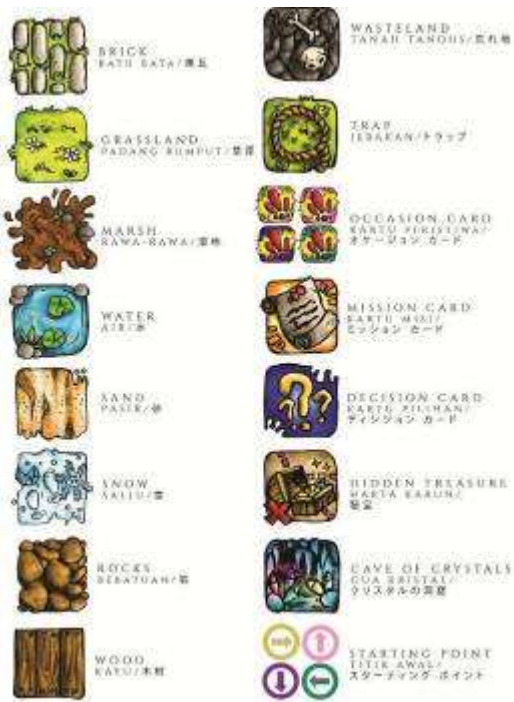 BRICK
BATU BATA/煉瓦
GRASSLAND
PADANG RUMPUT/草原
MARSH
RAWA-RAWA/湿地
WATER
AIR/水
SAND
PASIR/砂
SNOW
SALJU/雪
ROCKS
BEBATUAN/岩
WOOD
KAYU/木材
WASTELAND
TANAH TANDUS/荒れ地
TRAP
JEBAKAN/トラップ
OCCASION CARD
KARTU PERISTIWA/
オケージョン カード
MISSION CARD
KARTU MISI/
ミッション カード
DECISION CARD
KARTU PILIHAN/
ディシジョン カード
HIDDEN TREASURE
HARTA KARUN/
秘宝
CAVE OF CRYSTALS
GUA KRISTAL/
クリスタルの洞窟
STARTING POINT
TITIK AWAL/
スターティング ポイント